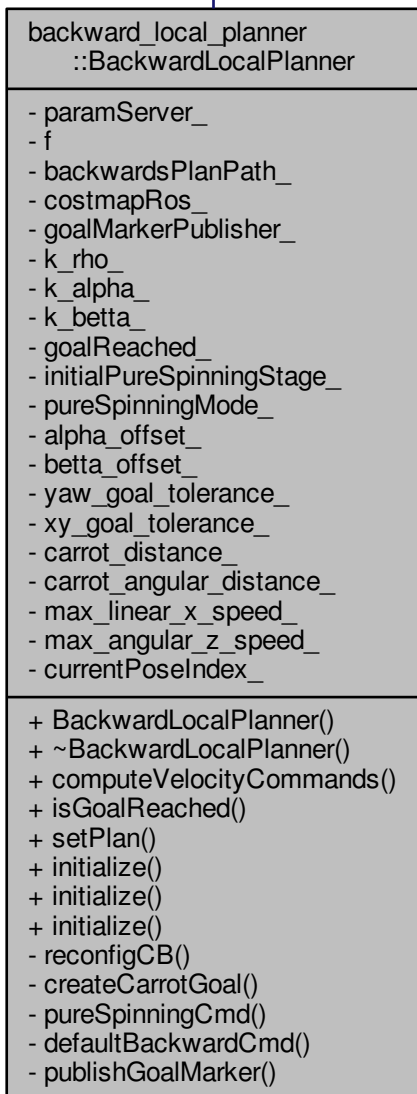 backward_local_planner
::BackwardLocalPlanner
- paramServer_
- f
- backwardsPlanPath_
- costmapRos_
- goalMarkerPublisher_
- k_rho_
- k_alpha_
- k_betta_
- goalReached_
- initialPureSpinningStage_
- pureSpinningMode_
- alpha_offset_
- betta_offset_
- yaw_goal_tolerance_
- xy_goal_tolerance_
- carrot_distance_
- carrot_angular_distance_
- max_linear_x_speed_
- max_angular_z_speed_
- currentPoseIndex_
+ BackwardLocalPlanner()
+ ~BackwardLocalPlanner()
+ computeVelocityCommands()
+ isGoalReached()
+ setPlan()
+ initialize()
+ initialize()
+ initialize()
- reconfigCB()
- createCarrotGoal()
- pureSpinningCmd()
- defaultBackwardCmd()
- publishGoalMarker()